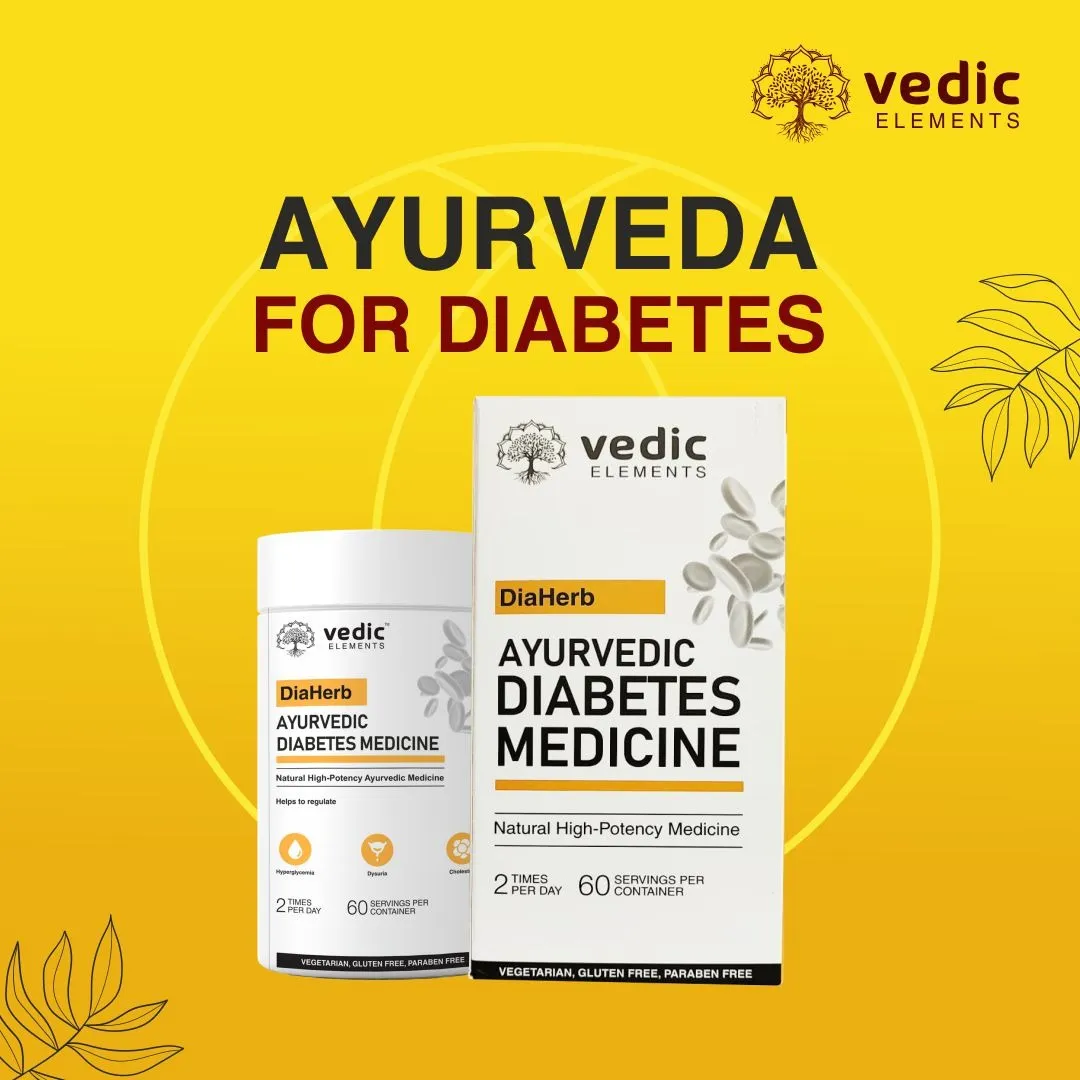 vedic
ELEMENTS
AYURVEDA
FOR DIABETES
vedic
ELEMENTS
DiaHerb
AYURVEDIC
DIABETES
MEDICINE
Natural High-Potency Medicine
2 TIMES PER DAY 60 SERVINGS PER CONTAINER
VEGETARIAN, GLUTEN FREE, PARABEN FREE
vedic™
ELEMENTS
DiaHerb
AYURVEDIC
DIABETES MEDICINE
Natural High-Potency Ayurvedic Medicine
Helps to regulate
Hyperglycemia Dysuria Cholest
2 TIMES PER DAY 60 SERVINGS PER CONTAINER
VEGETARIAN, GLUTEN FREE, PARABEN FREE